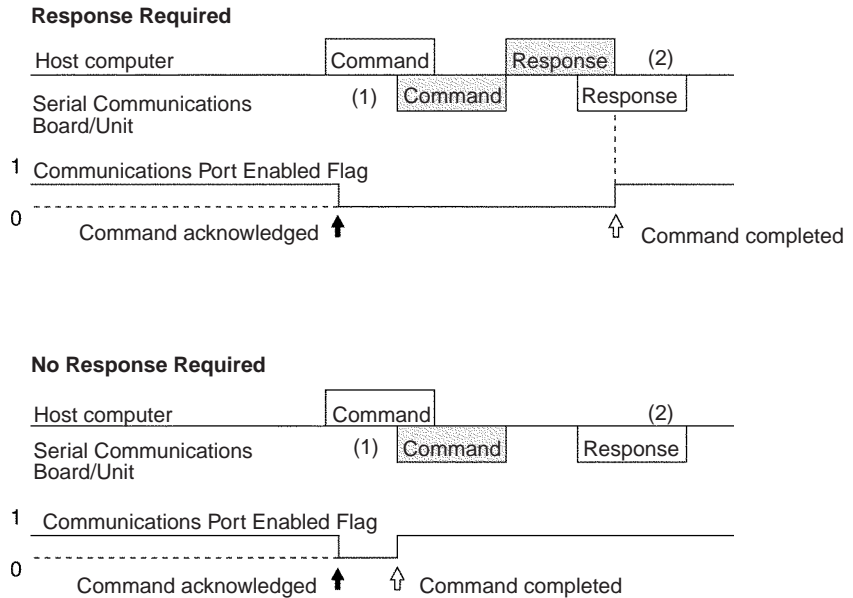 Response Required
Host computer
Command
Response
(2)
Serial Communications
Board/Unit
(1)
Command
Response
1
Communications Port Enabled Flag
0
Command acknowledged
Command completed
No Response Required
Host computer
Command
(2)
Serial Communications
Board/Unit
(1)
Command
Response
1
Communications Port Enabled Flag
0
Command acknowledged
Command completed